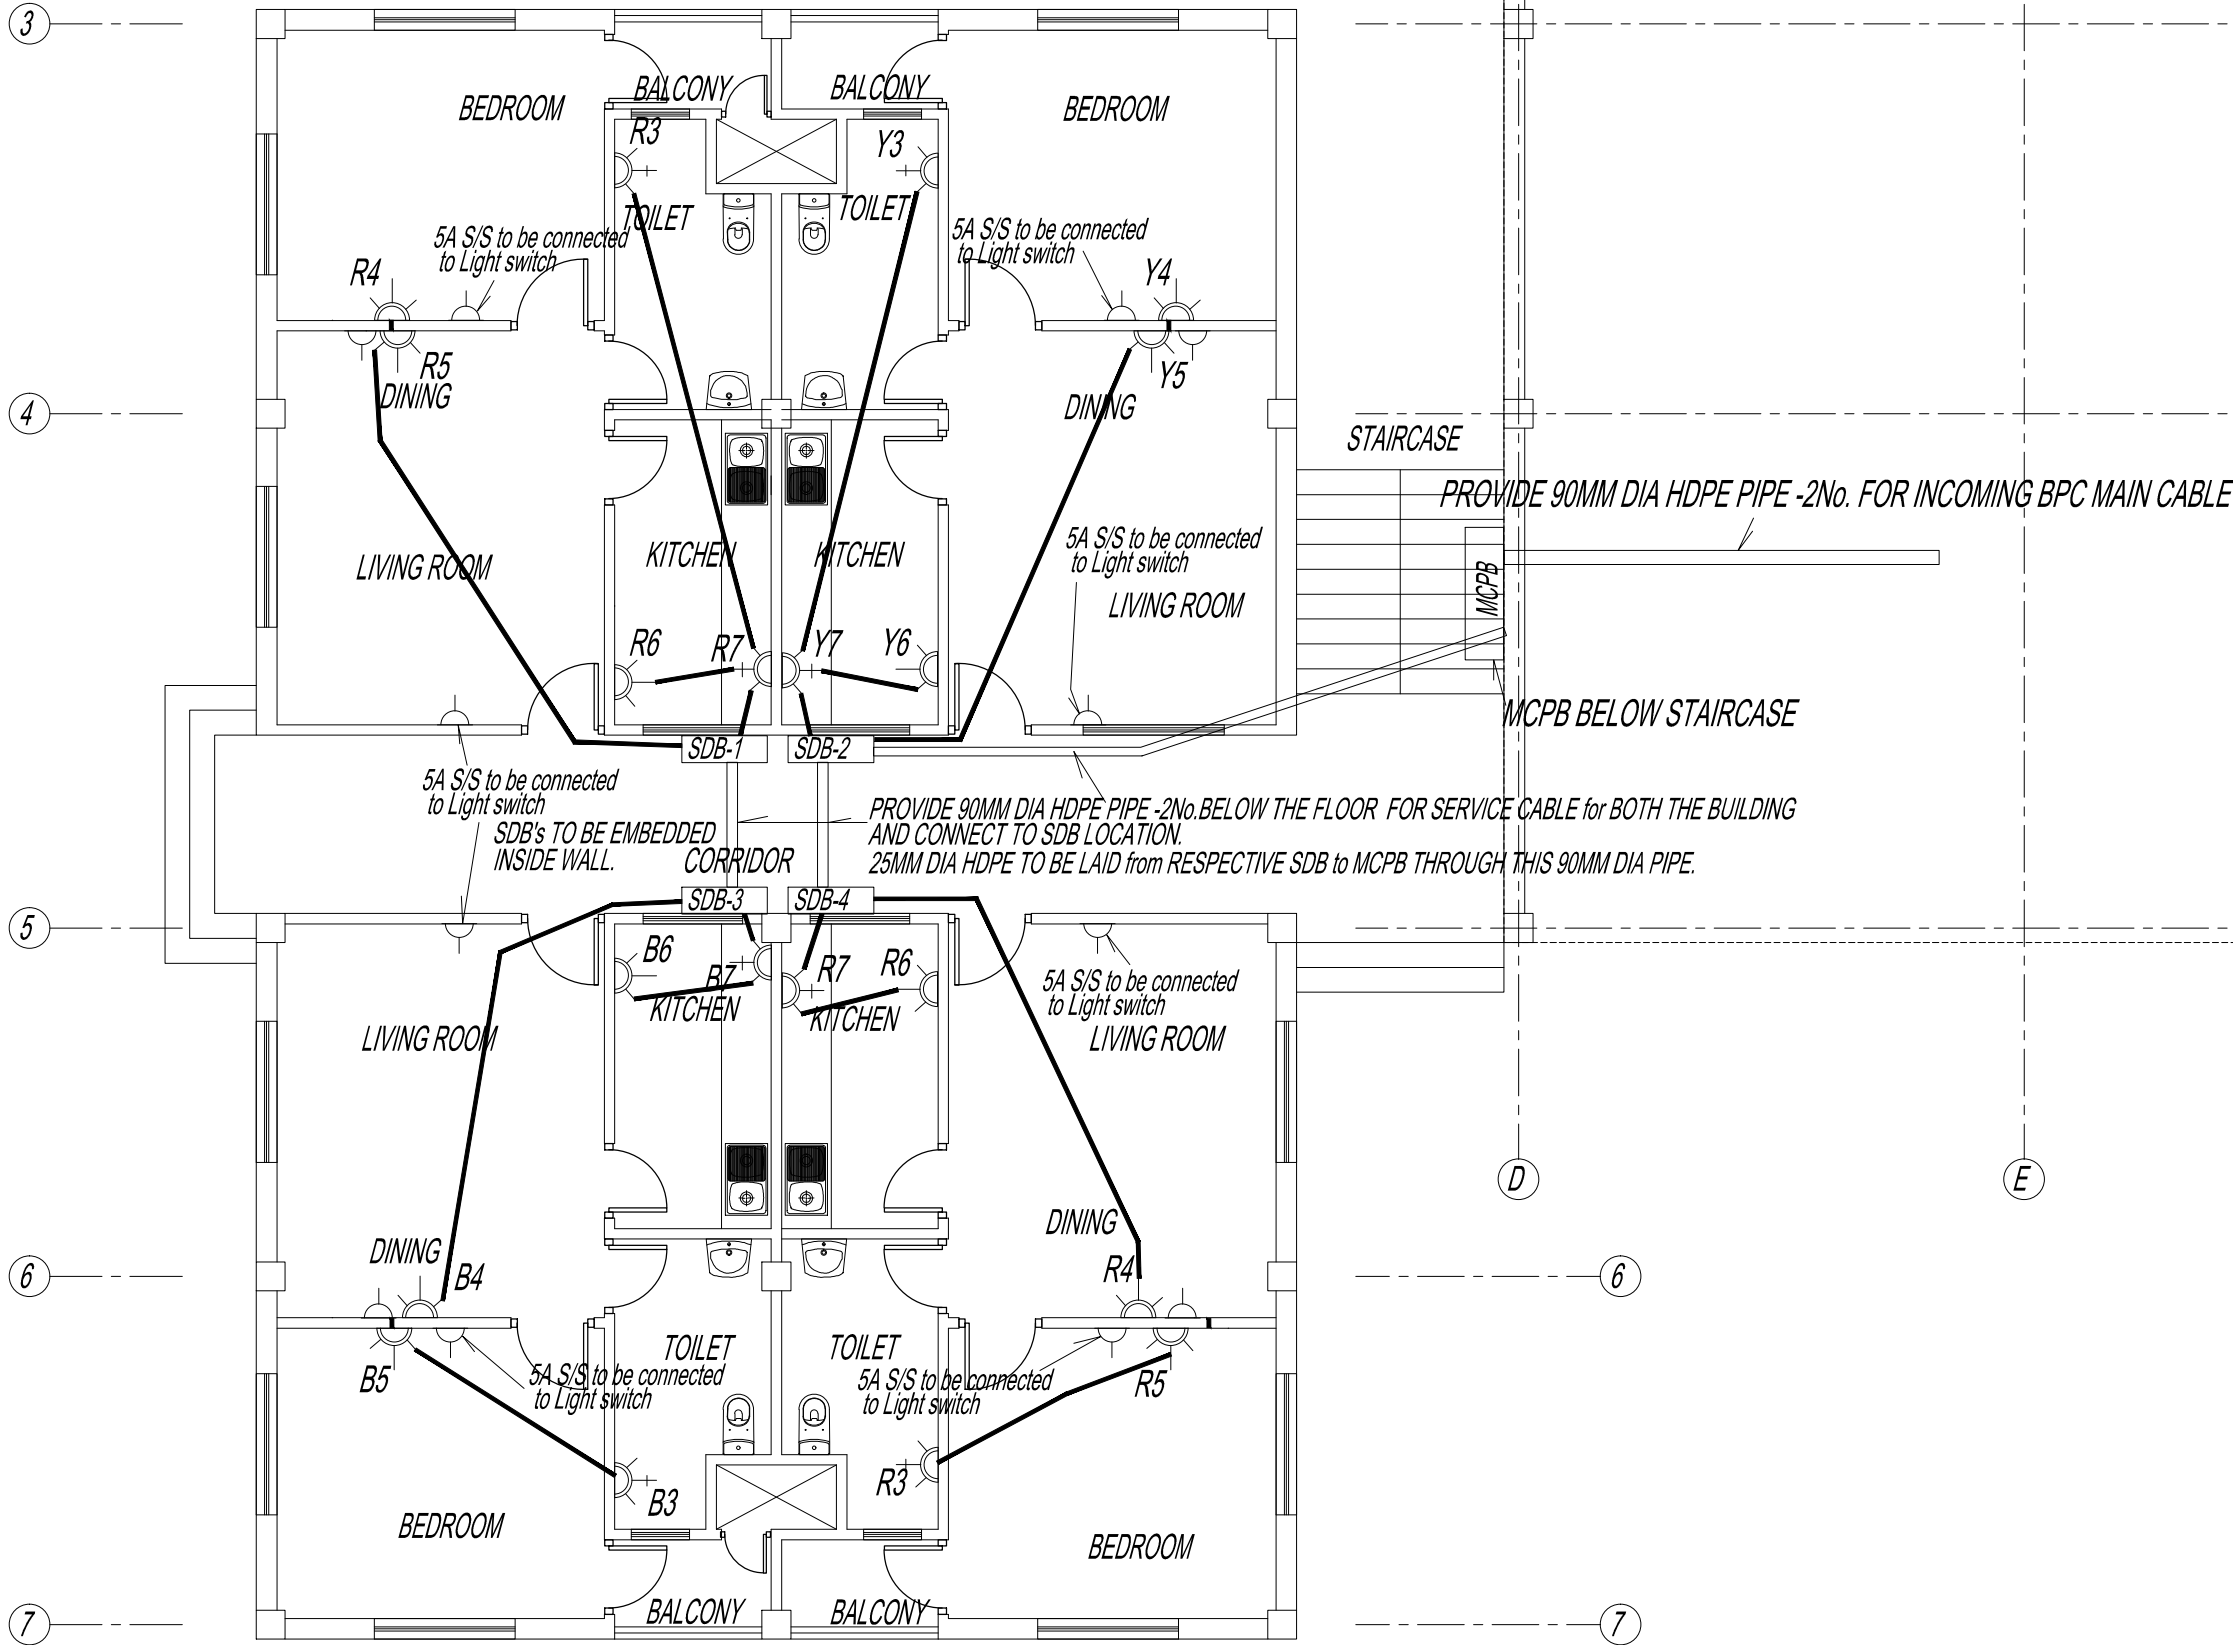 3
BALCONY
BALCONY
BEDROOM
BEDROOM
R3
Y3
TOILET
TOILET
5A S/S to be connected
to Light switch
5A S/S to be connected
to Light switch
R4
Y4
R5
Y5
DINING
DINING
4
STAIRCASE
PROVIDE 90MM DIA HDPE PIPE -2No. FOR INCOMING BPC MAIN CABLE
KITCHEN
KITCHEN
5A S/S to be connected
to Light switch
LIVING ROOM
LIVING ROOM
MCPB
R6
R7
Y7
Y6
MCPB BELOW STAIRCASE
SDB-1
SDB-2
5A S/S to be connected
to Light switch
SDB's TO BE EMBEDDED
INSIDE WALL.
CORRIDOR
PROVIDE 90MM DIA HDPE PIPE -2No.BELOW THE FLOOR FOR SERVICE CABLE for BOTH THE BUILDING
AND CONNECT TO SDB LOCATION.
25MM DIA HDPE TO BE LAID from RESPECTIVE SDB to MCPB THROUGH THIS 90MM DIA PIPE.
SDB-3
SDB-4
5
B6
B7
R7
R6
KITCHEN
KITCHEN
5A S/S to be connected
to Light switch
LIVING ROOM
LIVING ROOM
D
E
DINING
DINING
6
B4
R4
6
TOILET
TOILET
B5
5A S/S to be connected
to Light switch
5A S/S to be connected
to Light switch
R5
B3
R3
BEDROOM
BEDROOM
BALCONY
BALCONY
7
7